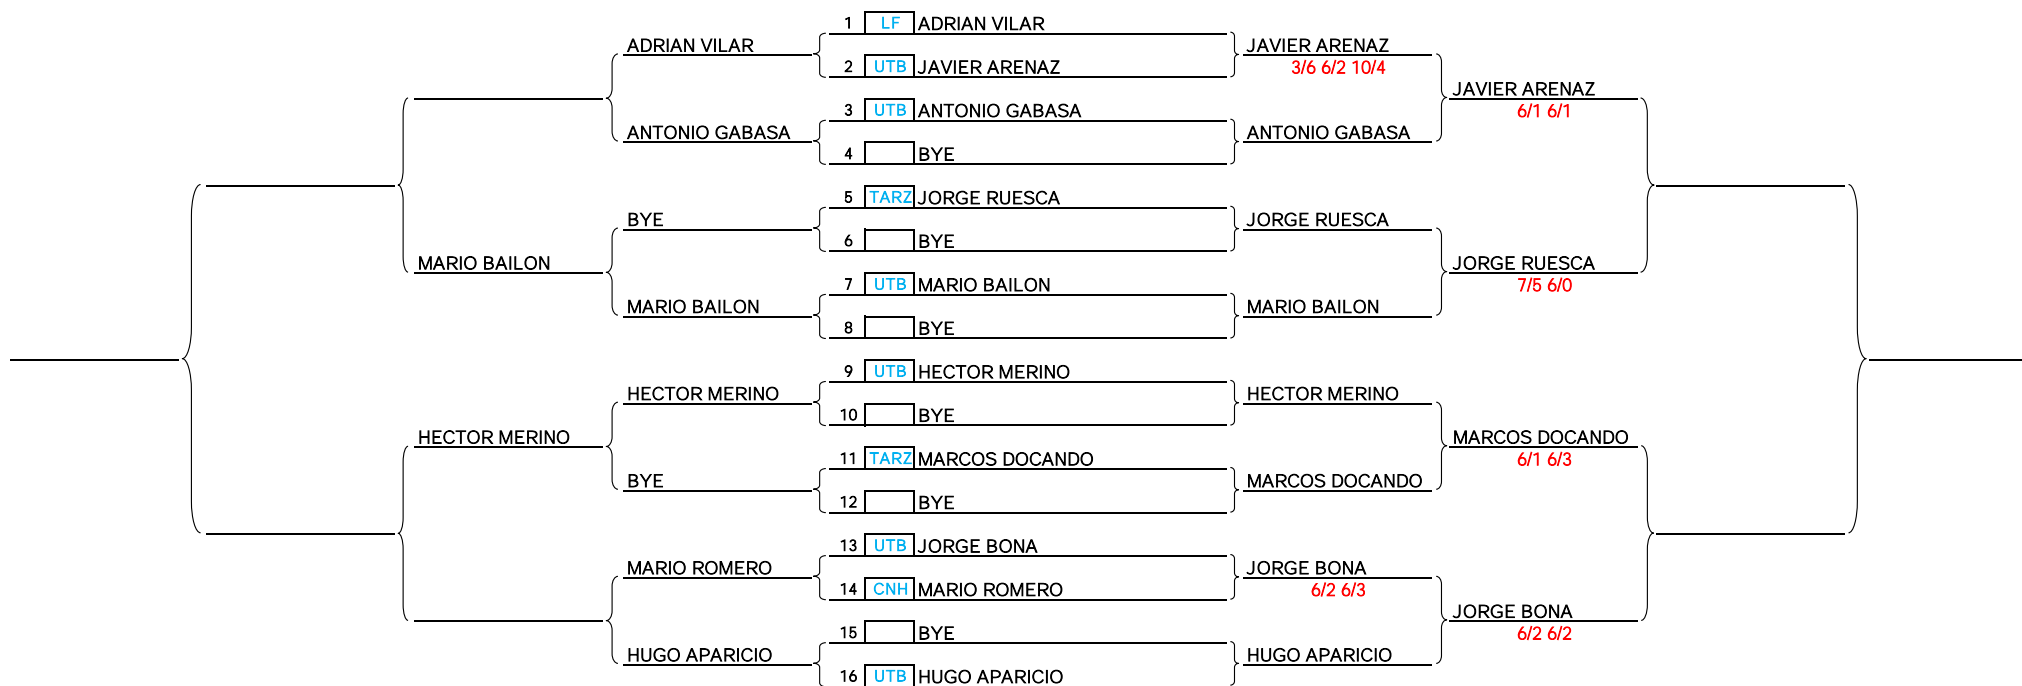 1 LF ADRIAN VILAR
ADRIAN VILAR JAVIER ARENAZ
2 UTB JAVIER ARENAZ 3/6 6/2 10/4
JAVIER ARENAZ
3 UTB ANTONIO GABASA 6/1 6/1
ANTONIO GABASA ANTONIO GABASA
4 BYE
5 TARZ JORGE RUESCA
BYE JORGE RUESCA
6 BYE
MARIO BAILON JORGE RUESCA
7 UTB MARIO BAILON 7/5 6/0
MARIO BAILON MARIO BAILON
8 BYE
9 UTB HECTOR MERINO
HECTOR MERINO HECTOR MERINO
10 BYE
HECTOR MERINO MARCOS DOCANDO
11 TARZ MARCOS DOCANDO 6/1 6/3
BYE MARCOS DOCANDO
12 BYE
13 UTB JORGE BONA
MARIO ROMERO JORGE BONA
14 CNH MARIO ROMERO 6/2 6/3
JORGE BONA
15 BYE 6/2 6/2
HUGO APARICIO HUGO APARICIO
16 UTB HUGO APARICIO